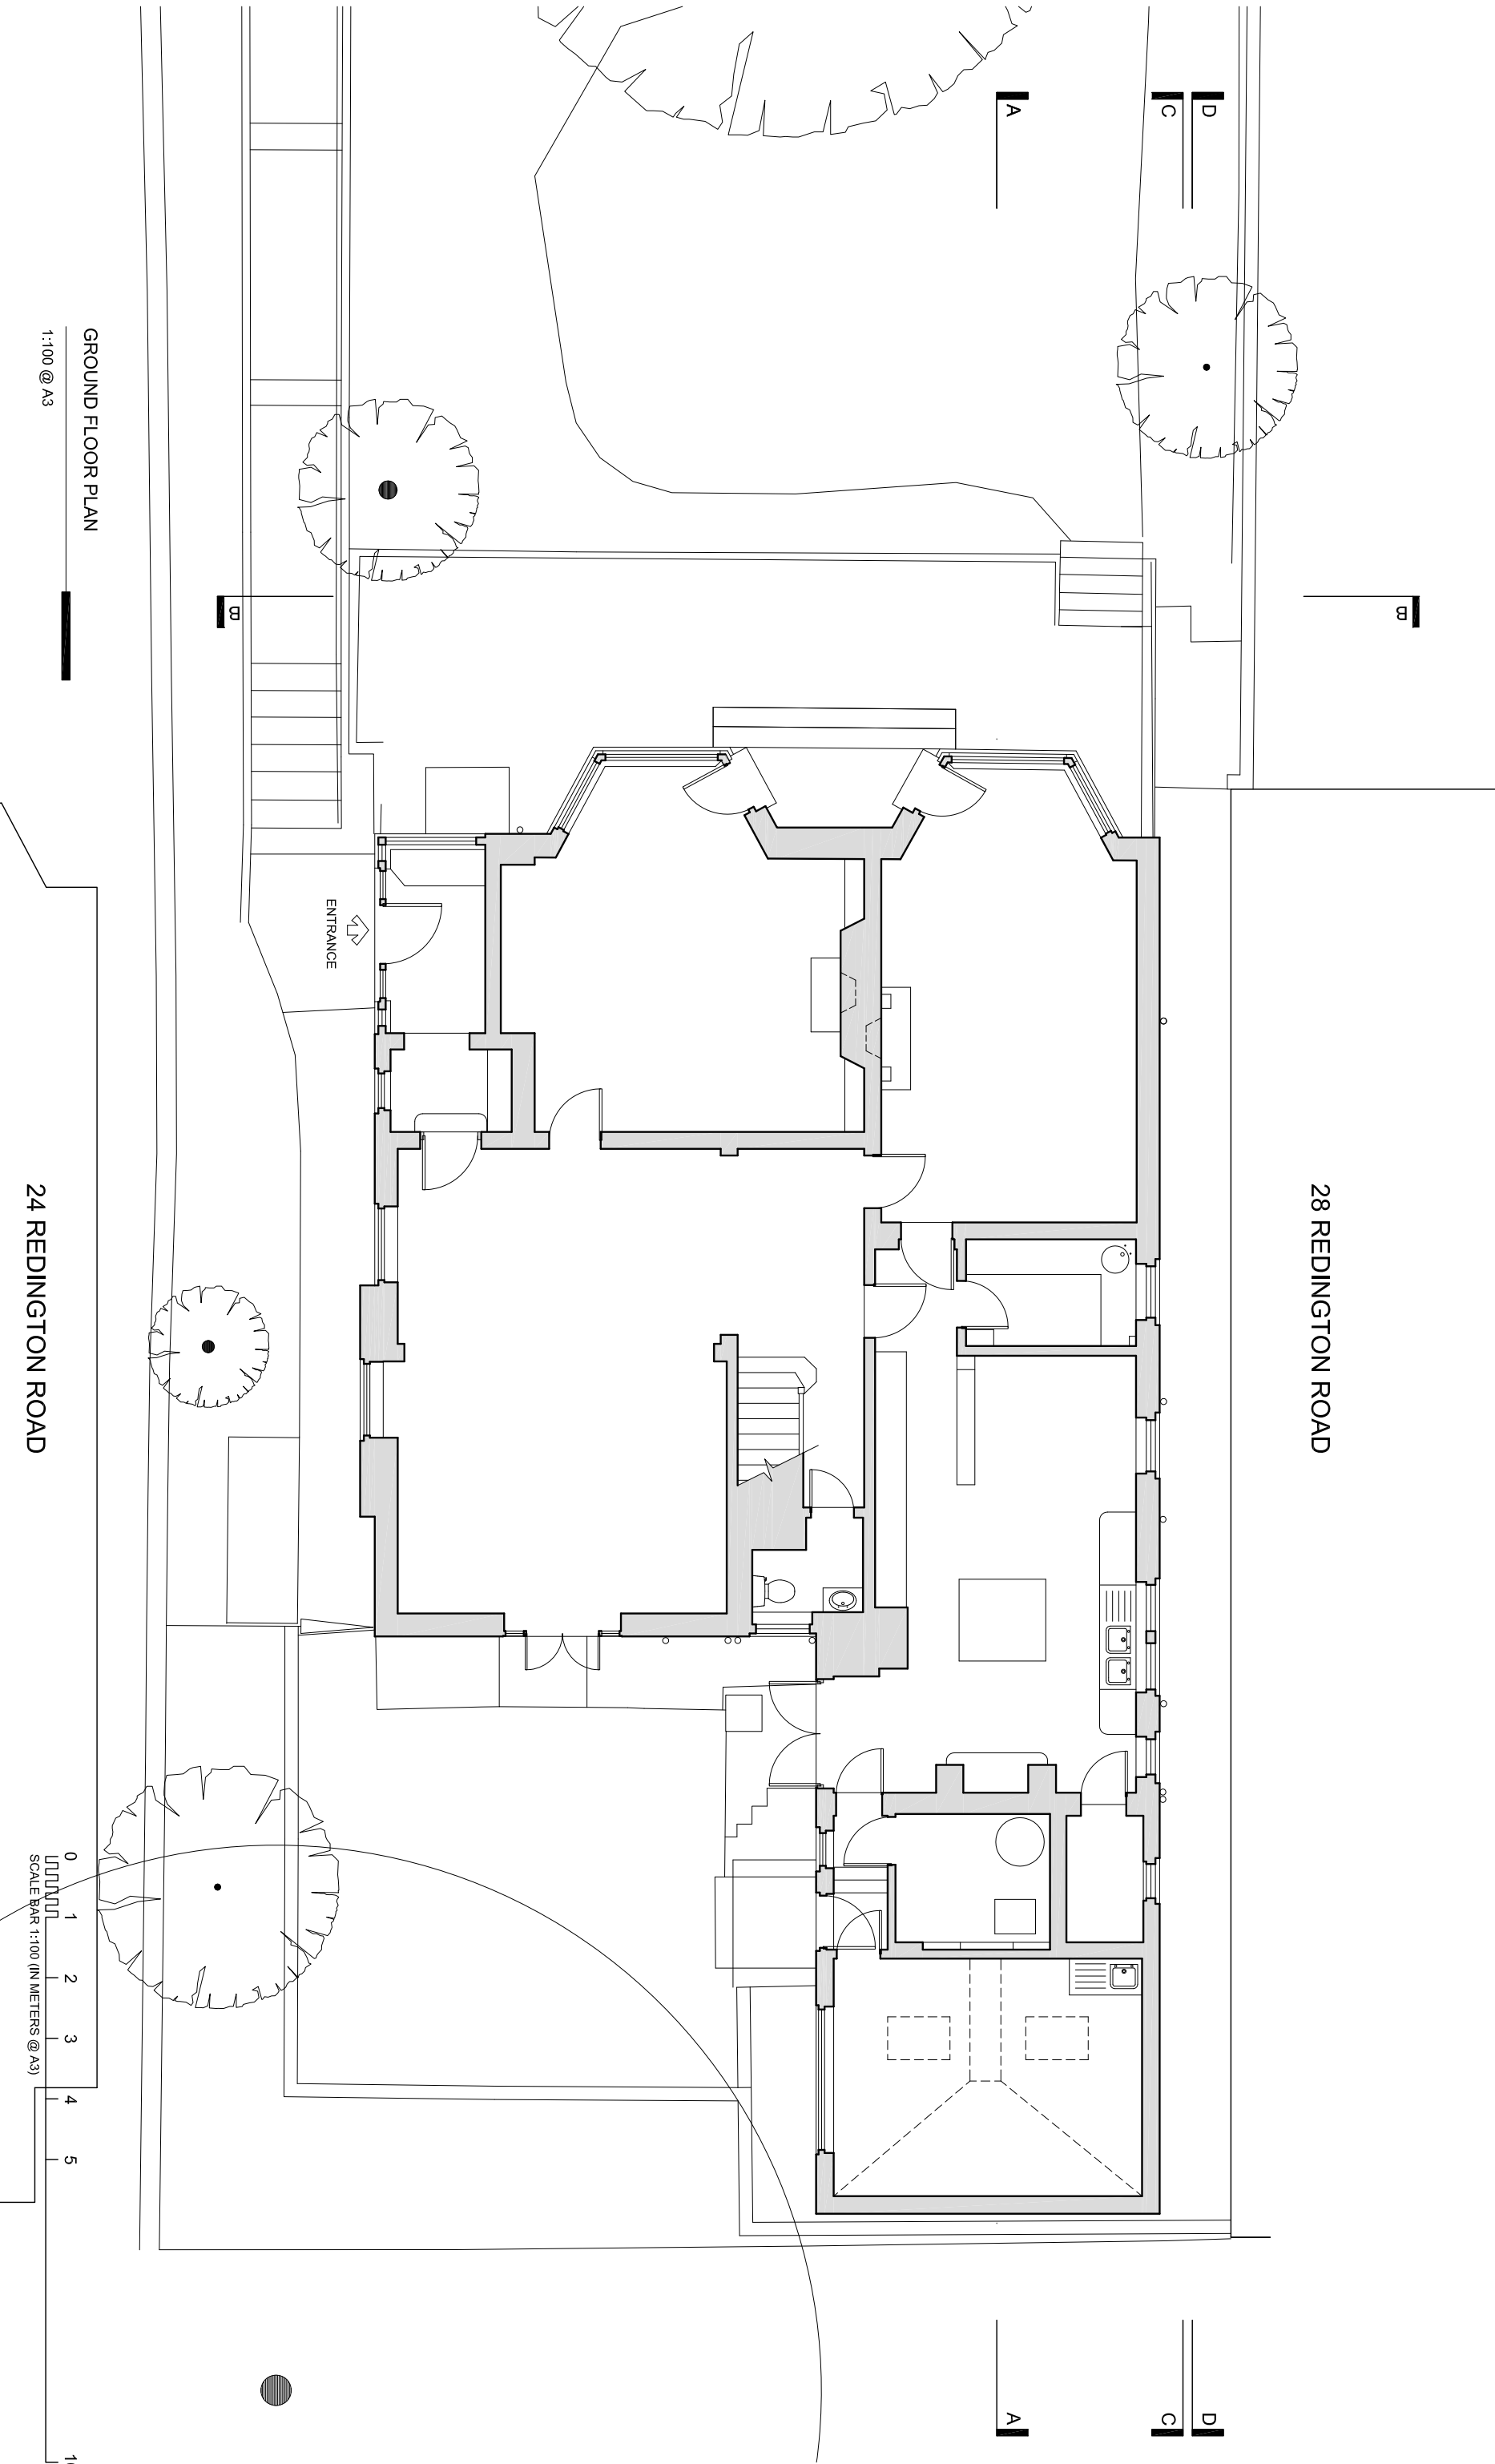 28 REDINGTON ROAD
D
C
A
D
C
A
B
B
ENTRANCE
24 REDINGTON ROAD
GROUND FLOOR PLAN
1:100 @ A3
0 1 2 3 4 5
SCALE BAR 1:100 (IN METERS @ A3)